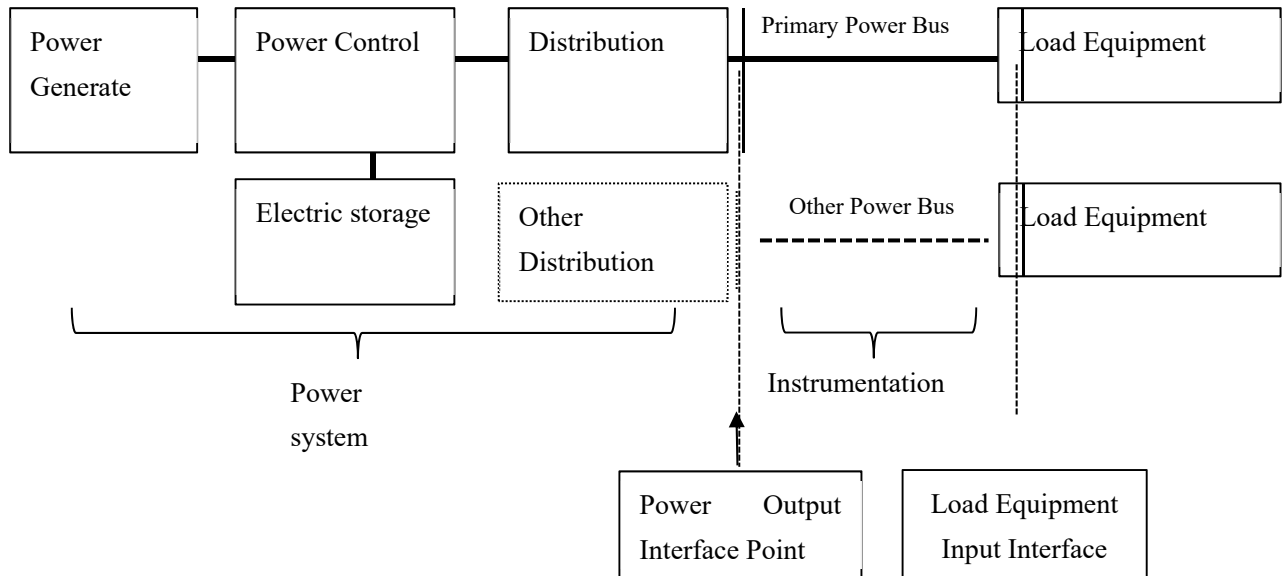 Power
Generate
Power Control
Distribution
Primary Power Bus
Load Equipment
Electric storage
Other
Distribution
Other Power Bus
Load Equipment
Power
system
Instrumentation
Power Output
Interface Point
Load Equipment
Input Interface